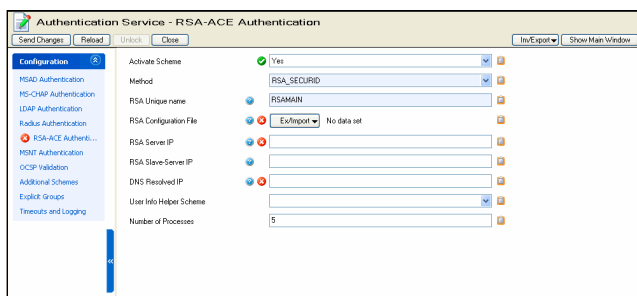 Authentication Service - RSA-ACE Authentication
Send Changes Reload Unlock Close Im/Export Show Main Window
Configuration
MSAD Authentication
MS-CHAP Authentication
LDAP Authentication
Radius Authentication
RSA-ACE Authenti...
MSNT Authentication
OCSP Validation
Additional Schemes
Explicit Groups
Timeouts and Logging
Activate Scheme Yes
Method RSA_SECURID
RSA Unique name RSAMAIN
RSA Configuration File Ex/Import No data set
RSA Server IP
RSA Slave-Server IP
DNS Resolved IP
User Info Helper Scheme
Number of Processes 5